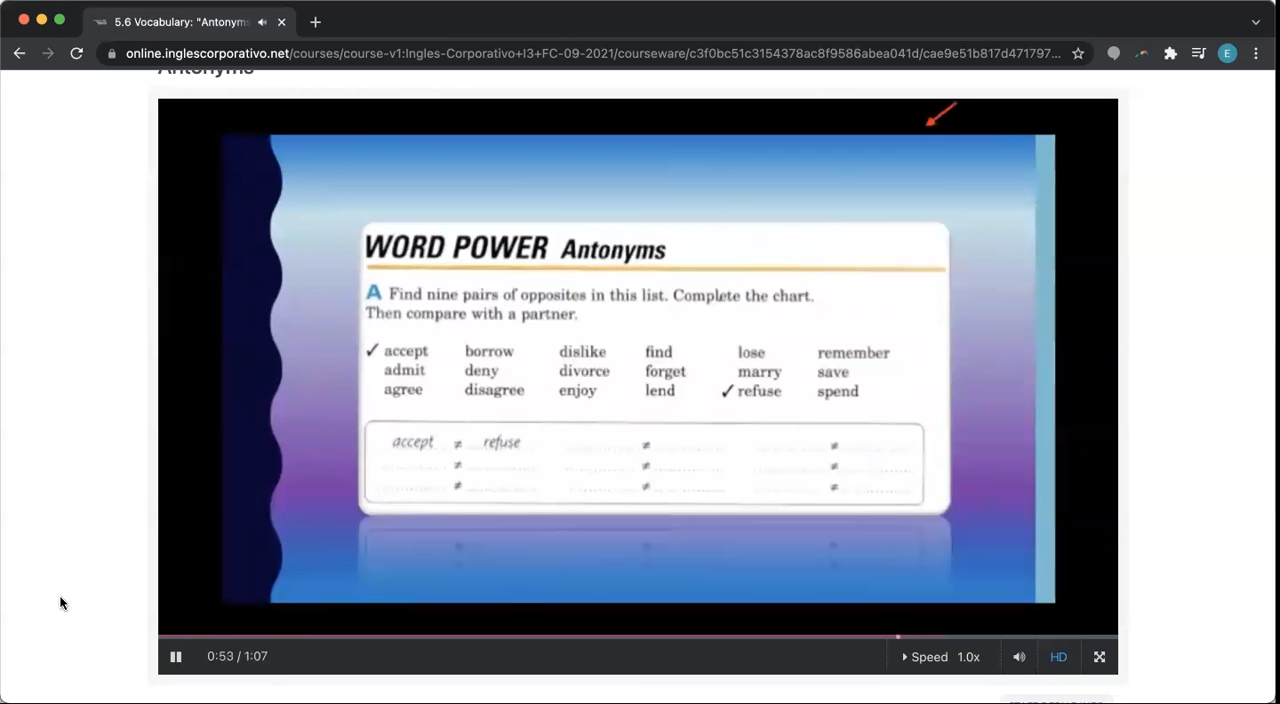 5.6 Vocabulary: "Antonym
online.inglescorporativo.net/courses/course-v1:Ingles-Corporativo+I3+FC-09-2021/courseware/c3f0bc51c3154378ac8f9586abea041d/cae9e51b817d471797...
E
Antonyms
WORD POWER Antonyms
A Find nine pairs of opposites in this list. Complete the chart.
Then compare with a partner.
✓ accept borrow dislike find lose remember
admit deny divorce forget marry save
agree disagree enjoy lend ✓ refuse spend
accept ≠ refuse ≠ ≠
≠ ≠ ≠
≠ ≠ ≠
0:53 / 1:07 Speed 1.0x HD